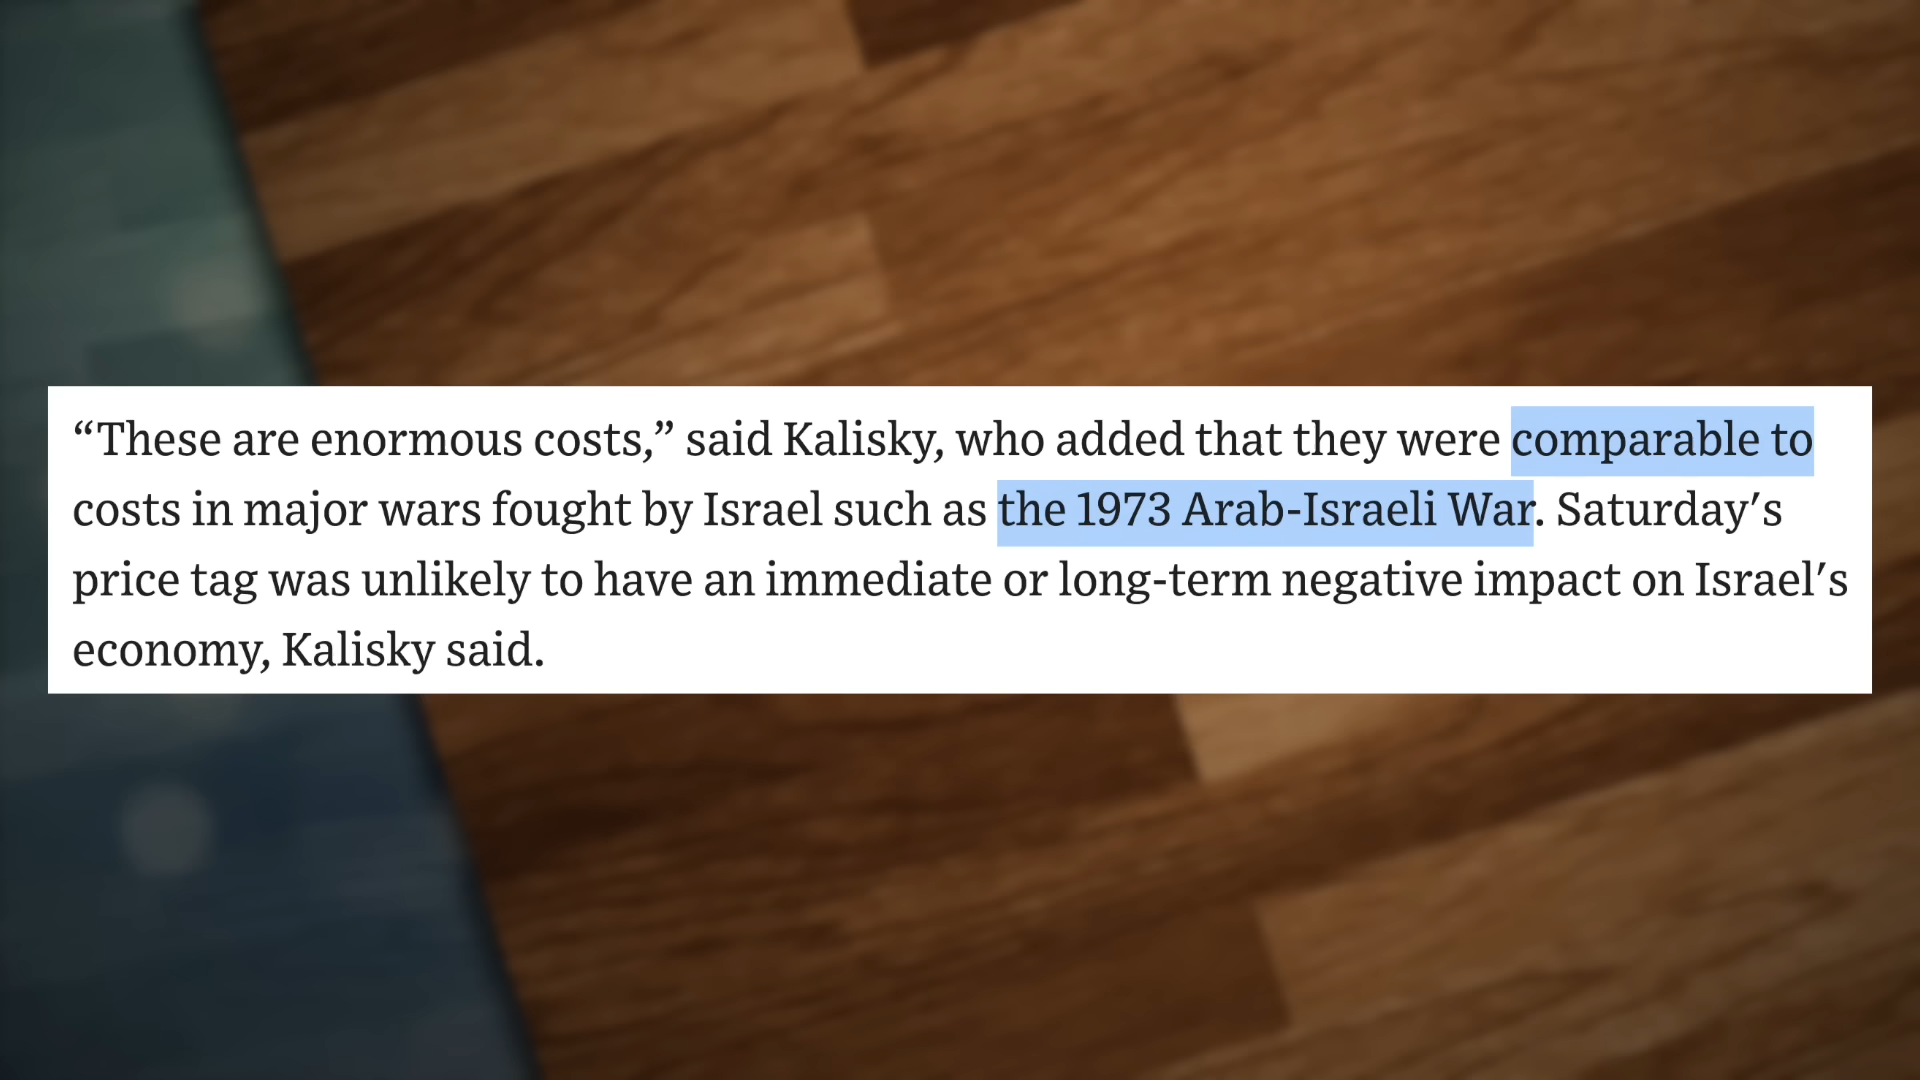 “These are enormous costs,” said Kalisky, who added that they were comparable to
costs in major wars fought by Israel such as the 1973 Arab-Israeli War. Saturday's
price tag was unlikely to have an immediate or long-term negative impact on Israel's
economy, Kalisky said.